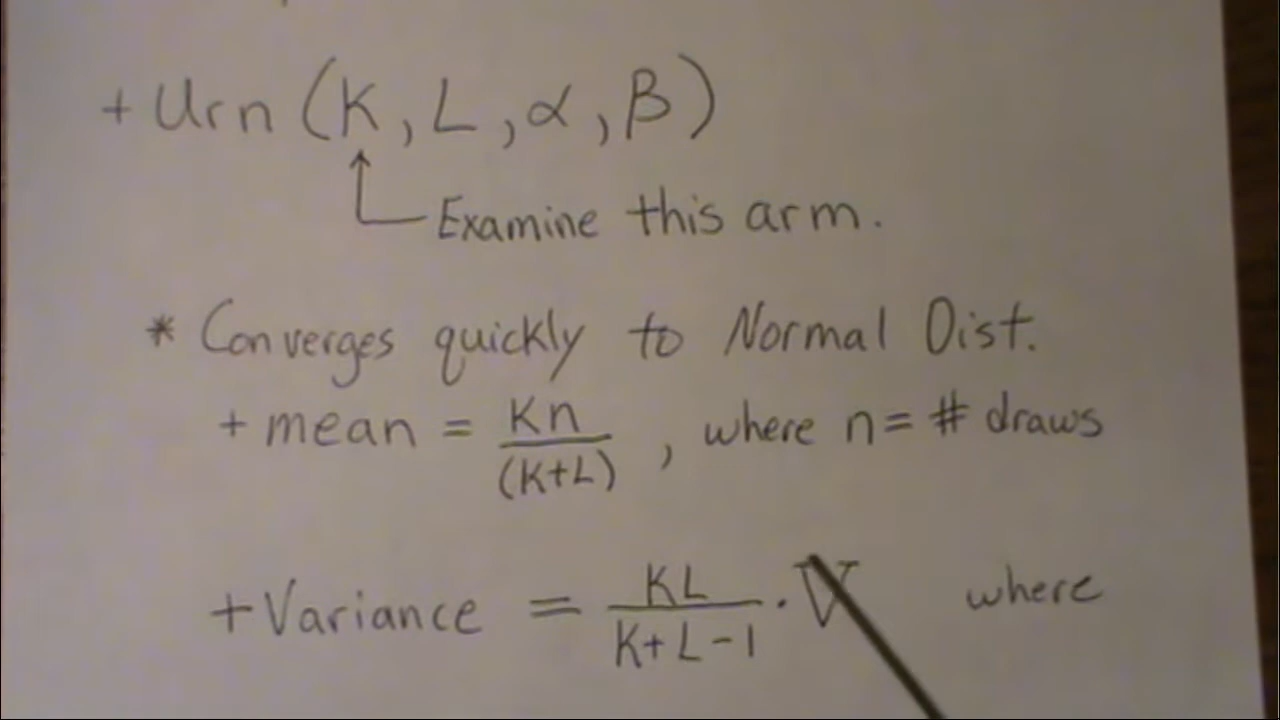 + Urn (K, L, α, β)
Examine this arm.
* Converges quickly to Normal Dist.
+ mean = Kn/(K+L), where n = # draws
+ Variance = KL/K+L-1 · V where